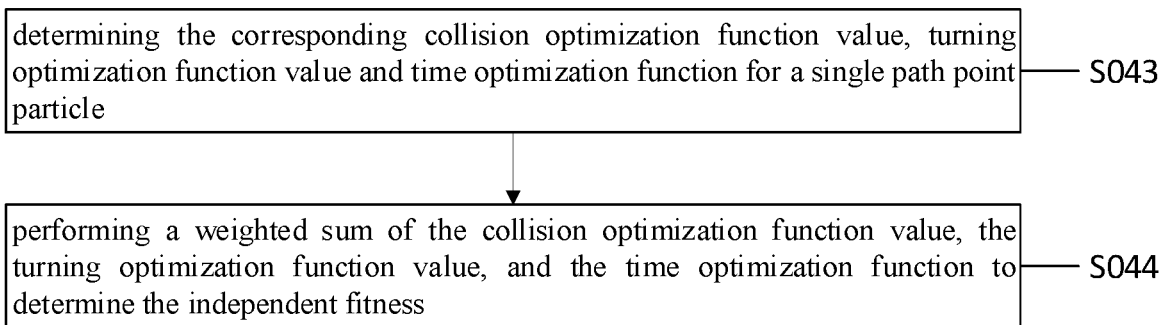 determining the corresponding collision optimization function value, turning
optimization function value and time optimization function for a single path point
particle
S043
performing a weighted sum of the collision optimization function value, the
turning optimization function value, and the time optimization function to
determine the independent fitness
S044